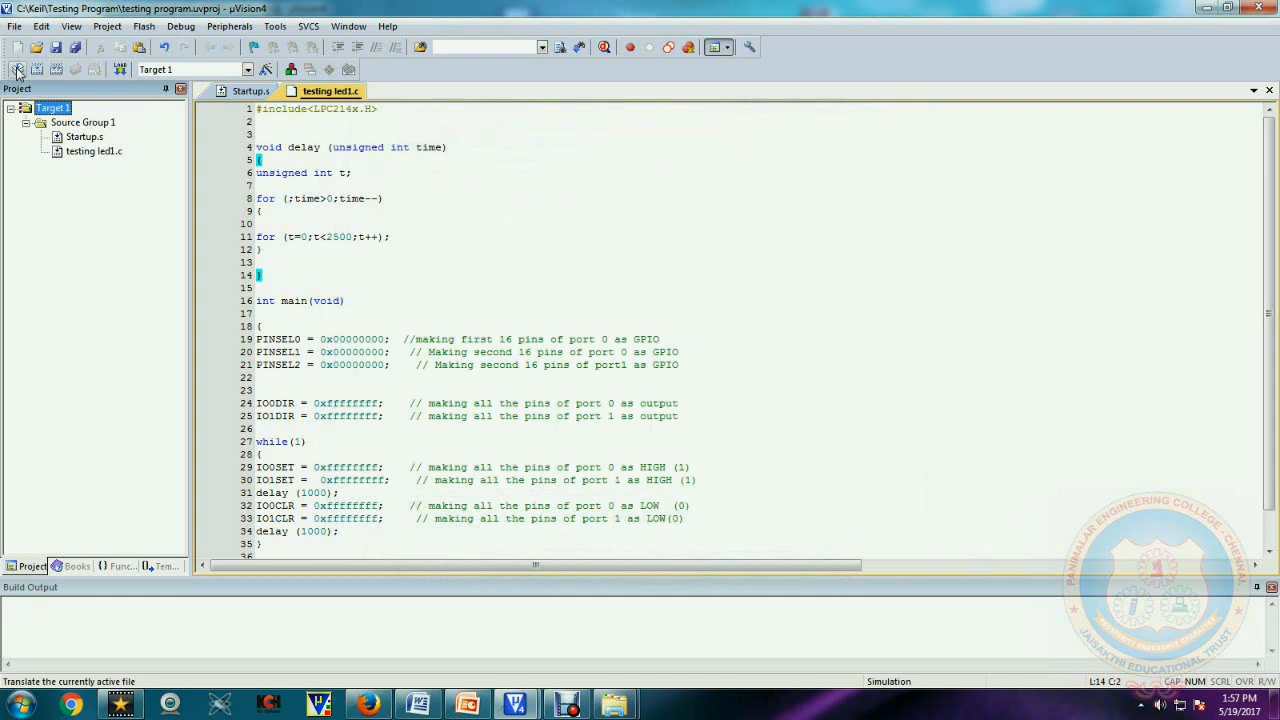 C:\Keil\Testing Program\testing program.uvproj - µVision4
File Edit View Project Flash Debug Peripherals Tools SVCS Window Help
LOAD Target 1
Project
Startup.s testing led1.c
Target 1
Source Group 1
Startup.s
testing led1.c
1 #include<LPC214x.H>
2
3
4 void delay (unsigned int time)
5 {
6 unsigned int t;
7
8 for (;time>0;time--)
9 {
10
11 for (t=0;t<2500;t++);
12 }
13
14 }
15
16 int main(void)
17
18 {
19 PINSEL0 = 0x00000000; //making first 16 pins of port 0 as GPIO
20 PINSEL1 = 0x00000000; // Making second 16 pins of port 0 as GPIO
21 PINSEL2 = 0x00000000; // Making second 16 pins of port1 as GPIO
22
23
24 IO0DIR = 0xffffffff; // making all the pins of port 0 as output
25 IO1DIR = 0xffffffff; // making all the pins of port 1 as output
26
27 while(1)
28 {
29 IO0SET = 0xffffffff; // making all the pins of port 0 as HIGH (1)
30 IO1SET = 0xffffffff; // making all the pins of port 1 as HIGH (1)
31 delay (1000);
32 IO0CLR = 0xffffffff; // making all the pins of port 0 as LOW (0)
33 IO1CLR = 0xffffffff; // making all the pins of port 1 as LOW(0)
34 delay (1000);
35 }
36
Project Books {} Func... Tem...
Build Output
PANIMALAR ENGINEERING COLLEGE, CHENNAI
JAISAKTHI EDUCATIONAL TRUST
Translate the currently active file Simulation L:14 C:2 CAP NUM SCRL OVR R/W
1:57 PM
5/19/2017